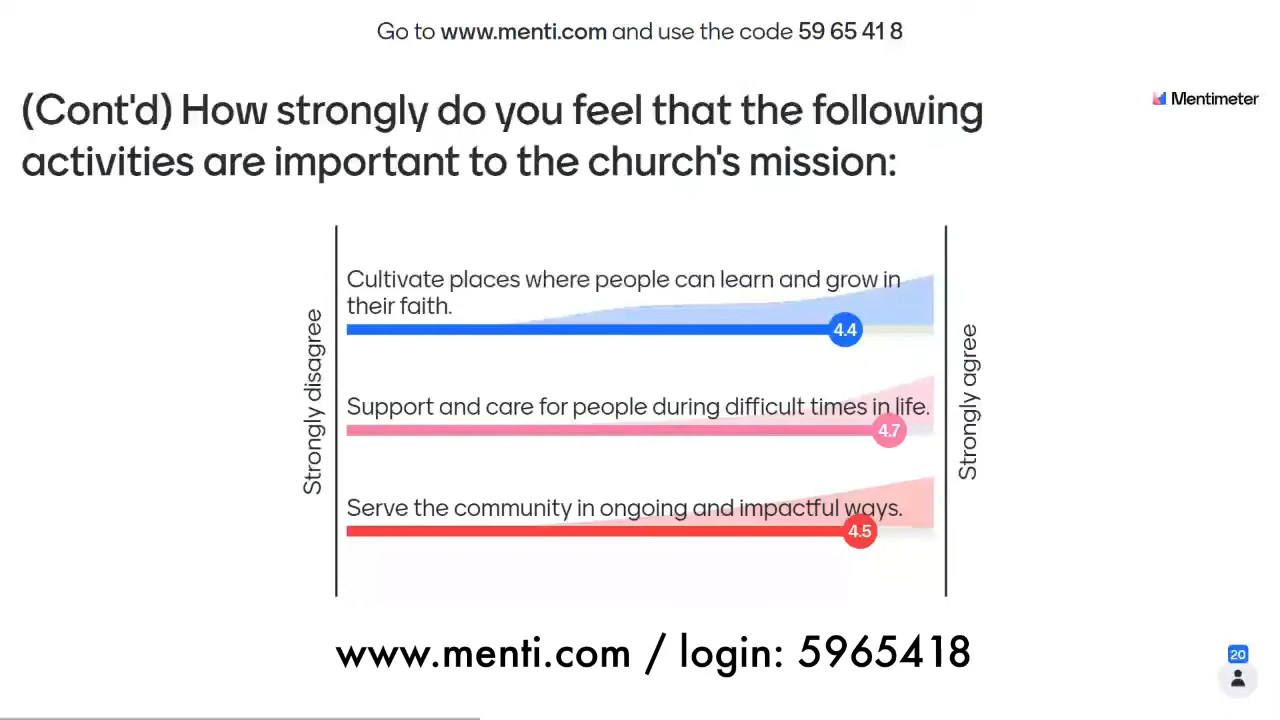 Go to www.menti.com and use the code 59 65 41 8
(Cont'd) How strongly do you feel that the following
activities are important to the church's mission:
Mentimeter
Strongly disagree
Cultivate places where people can learn and grow in
their faith.
4.4
Support and care for people during difficult times in life.
4.7
Serve the community in ongoing and impactful ways.
4.5
Strongly agree
www.menti.com / login: 5965418
20